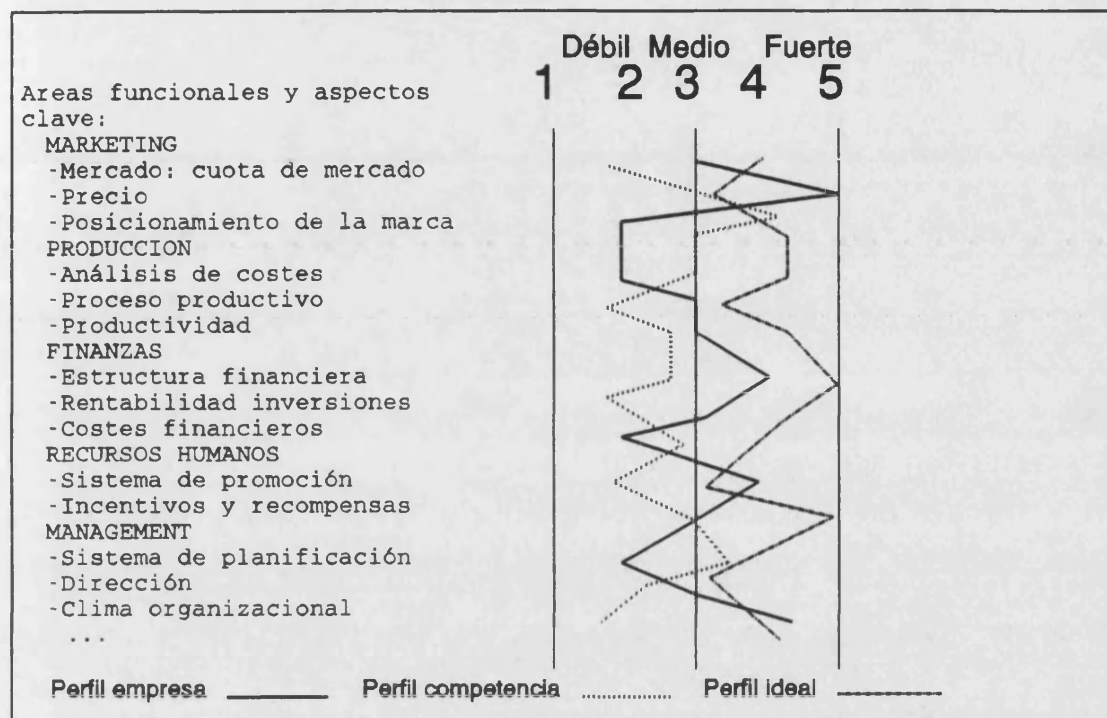 Débil Medio Fuerte
1 2 3 4 5
Areas funcionales y aspectos
clave:
MARKETING
-Mercado: cuota de mercado
-Precio
-Posicionamiento de la marca
PRODUCCION
-Análisis de costes
-Proceso productivo
-Productividad
FINANZAS
-Estructura financiera
-Rentabilidad inversiones
-Costes financieros
RECURSOS HUMANOS
-Sistema de promoción
-Incentivos y recompensas
MANAGEMENT
-Sistema de planificación
-Dirección
-Clima organizacional
...
Perfil empresa Perfil competencia Perfil ideal